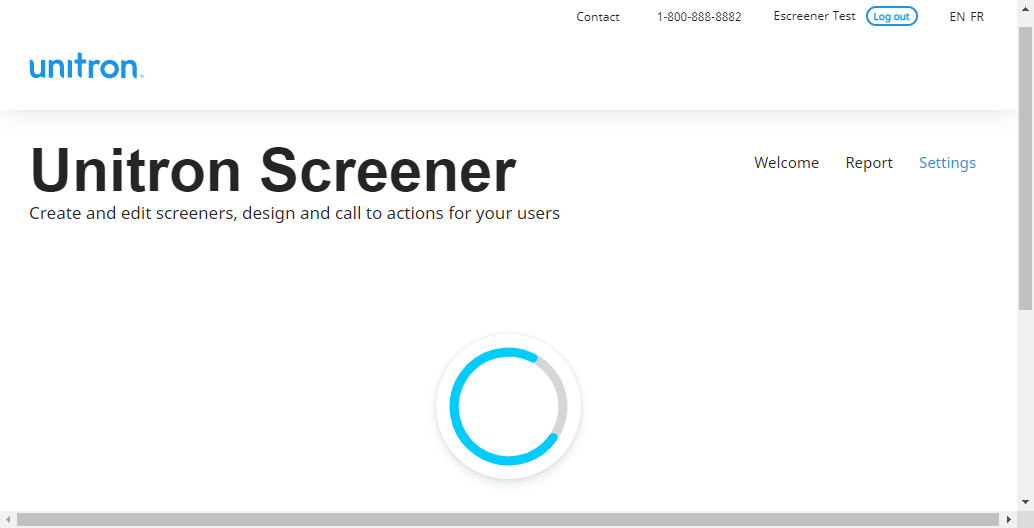 Contact 1-800-888-8882 Escreener Test Log out EN FR
unitron
Unitron Screener
Welcome Report Settings
Create and edit screeners, design and call to actions for your users